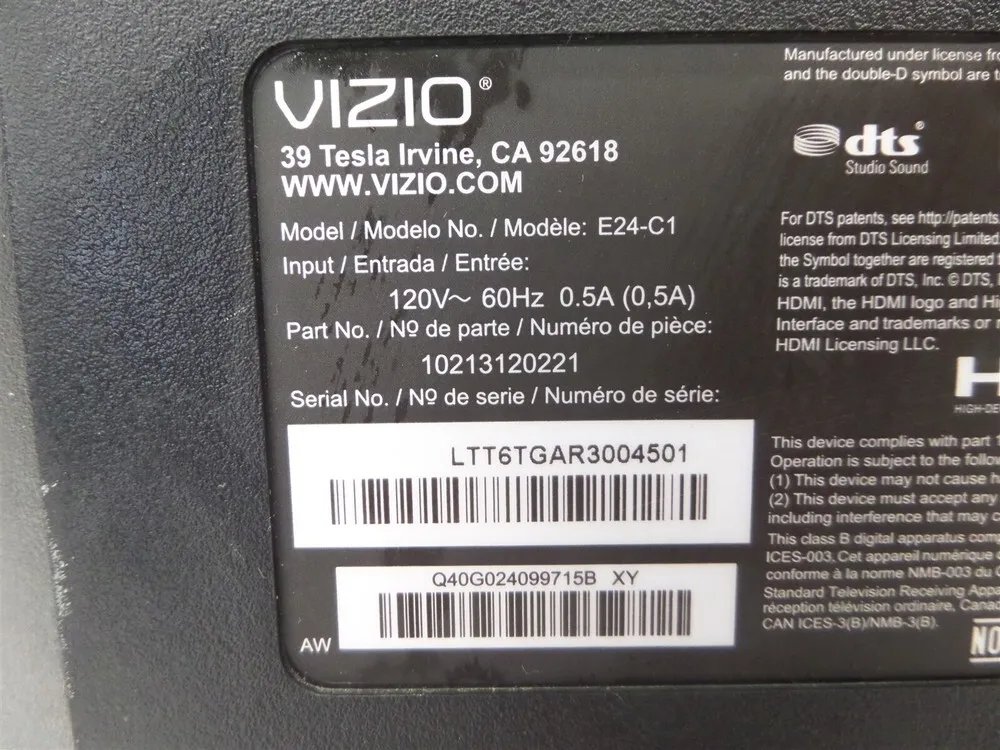 VIZIO®
39 Tesla Irvine, CA 92618
WWW.VIZIO.COM
Model / Modelo No. / Modèle: E24-C1
Input / Entrada / Entrée:
120V~ 60Hz 0.5A (0,5A)
Part No. / Nº de parte / Numéro de pièce:
10213120221
Serial No. / Nº de serie / Numéro de série:
LTT6TGAR3004501
Q40G024099715B XY
AW
Manufactured under license
and the double-D symbol are
dts®
Studio Sound
For DTS patents, see http://patents
license from DTS Licensing Limited
the Symbol together are registered
is a trademark of DTS, Inc. © DTS,
HDMI, the HDMI logo and
Interface and trademarks or
HDMI Licensing LLC.
This device complies with part
Operation is subject to the
(1) This device may not cause
(2) This device must accept any
including interference that may
This class B digital apparatus
ICES-003. Cet appareil numérique
conforme à la norme NMB-003 du
Standard Television Receiving
réception télévision ordinaire,
CAN ICES-3(B)/NMB-3(B).